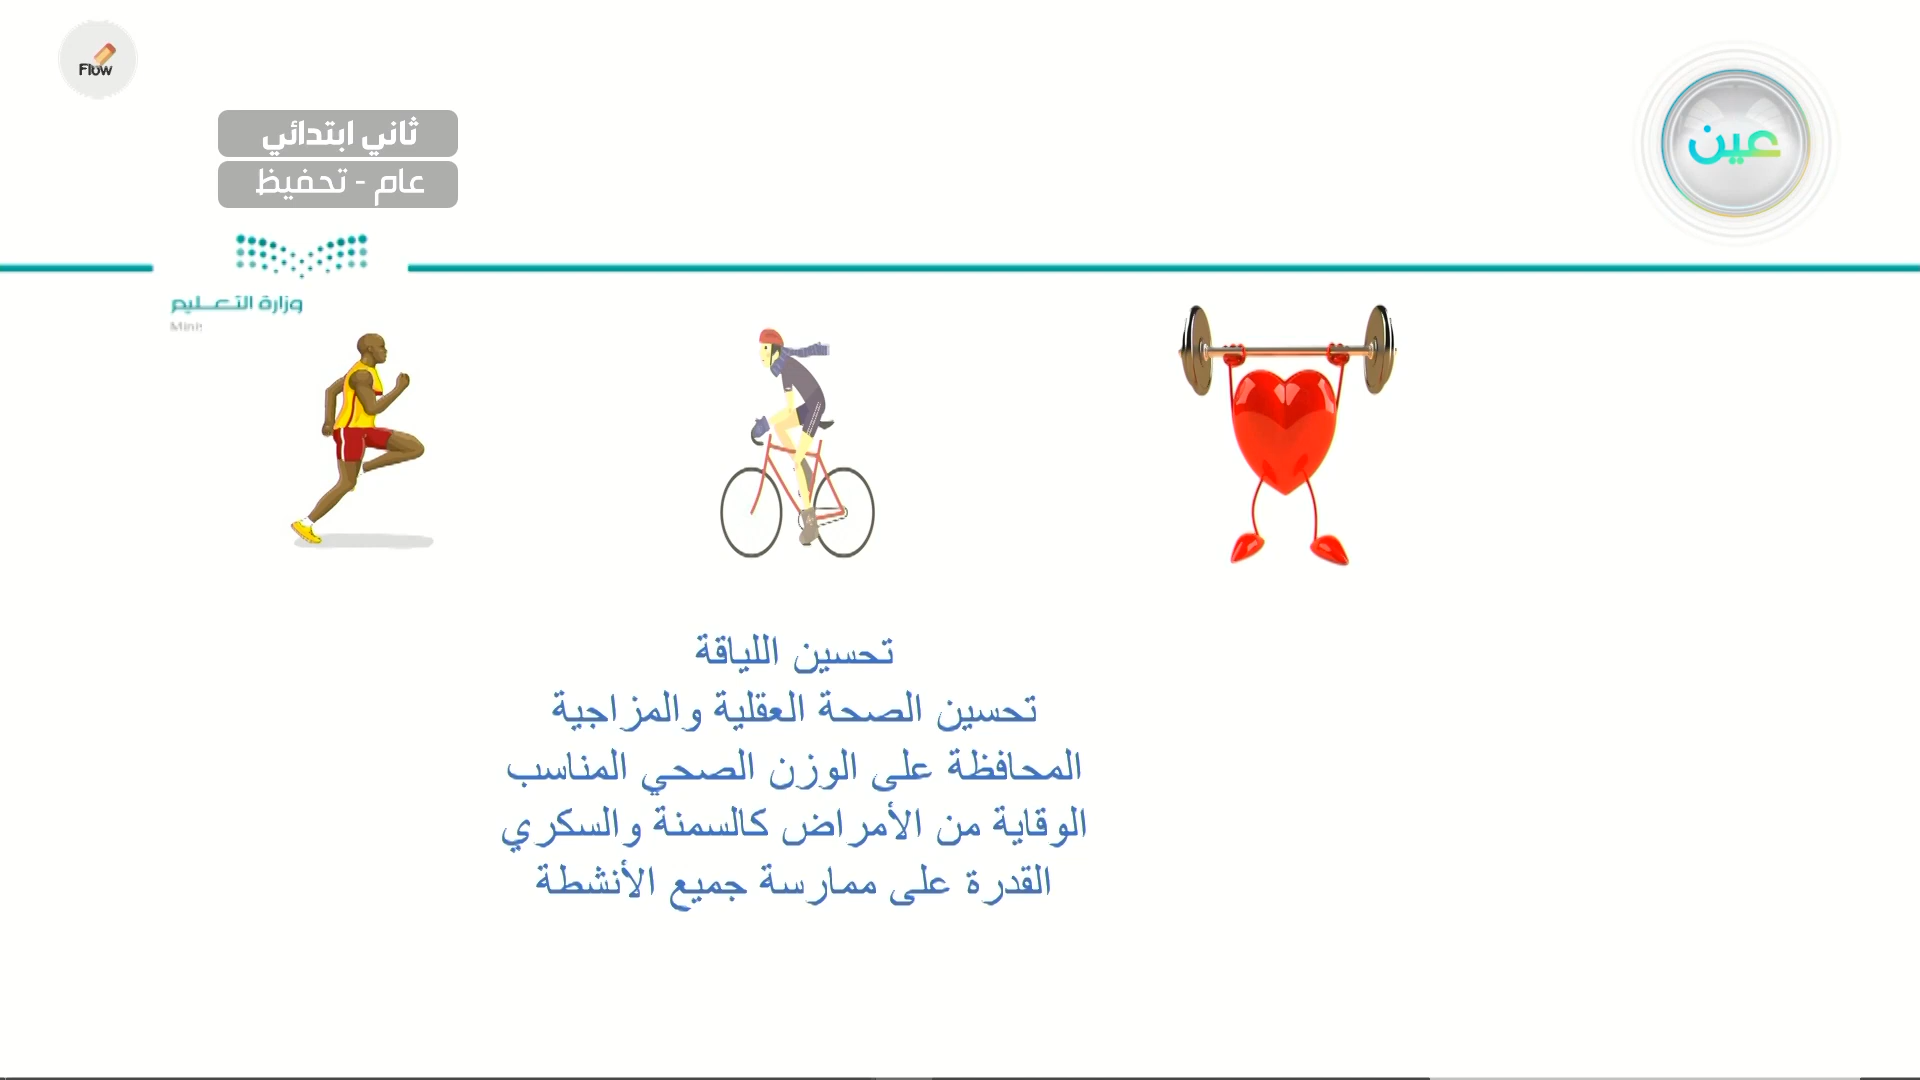 Flow
عين
ثاني ابتدائي
عام - تحفيظ
وزارة التعليم
Minis
تحسين اللياقة
تحسين الصحة العقلية والمزاجية
المحافظة على الوزن الصحي المناسب
الوقاية من الأمراض كالسمنة والسكري
القدرة على ممارسة جميع الأنشطة